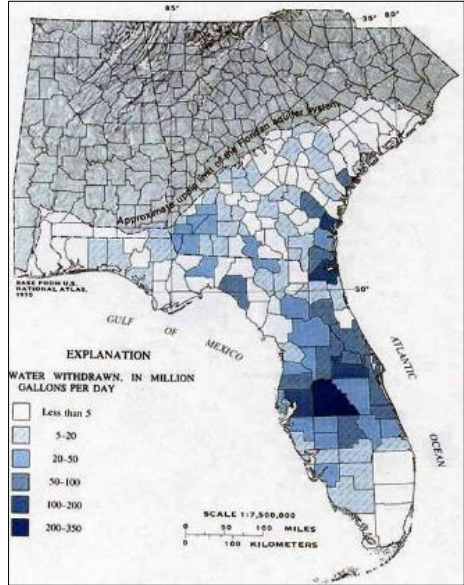 85°
35° 80°
Approximate updip limit of the Floridan aquifer system
BASE FROM U.S.
NATIONAL ATLAS,
1970
30°
GULF OF MEXICO
ATLANTIC
OCEAN
EXPLANATION
WATER WITHDRAWN, IN MILLION
GALLONS PER DAY
Less than 5
5-20
20-50
50-100
100-200
200-350
SCALE 1:7,500,000
0 50 100 MILES
0 100 KILOMETERS